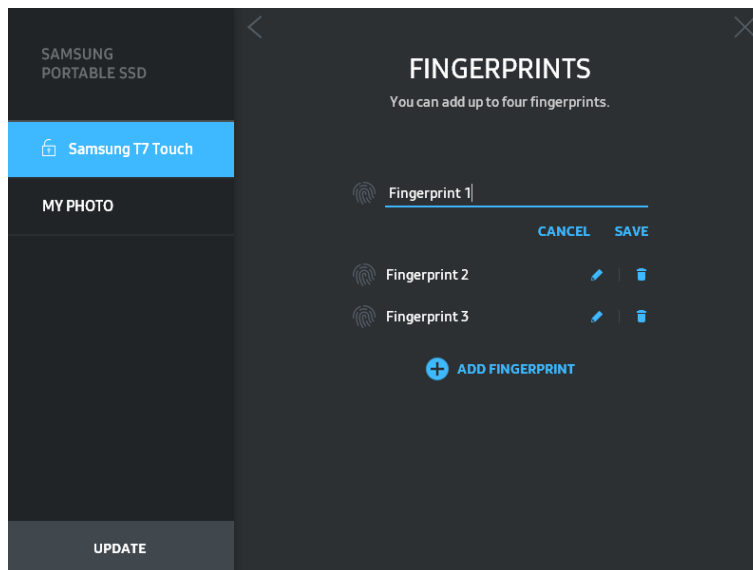 SAMSUNG
PORTABLE SSD
Samsung T7 Touch
MY PHOTO
UPDATE
FINGERPRINTS
You can add up to four fingerprints.
Fingerprint 1
CANCEL SAVE
Fingerprint 2
Fingerprint 3
ADD FINGERPRINT